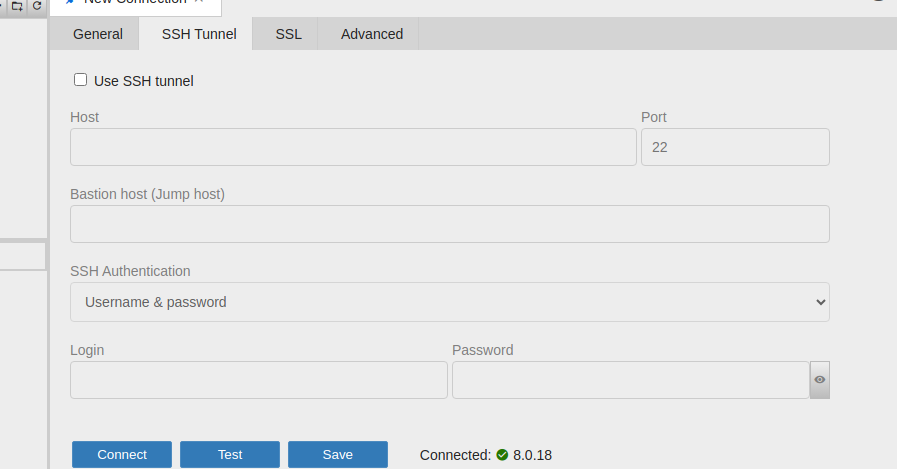 New Connection
General SSH Tunnel SSL Advanced
Use SSH tunnel
Host Port
22
Bastion host (Jump host)
SSH Authentication
Username & password
Login Password
Connect Test Save Connected: 8.0.18